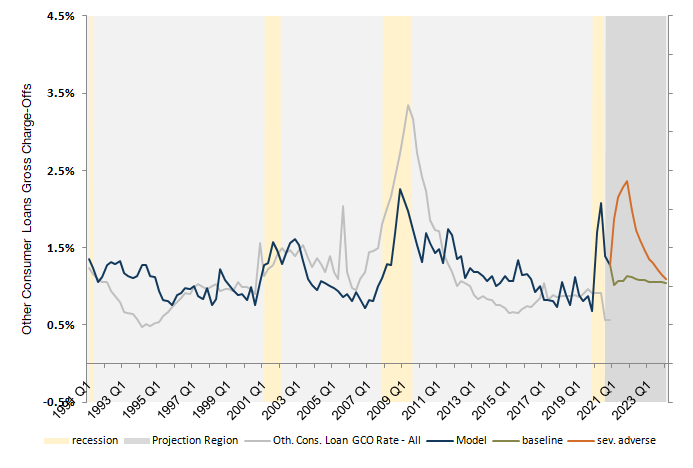 Other Consumer Loans Gross Charge-Offs
4.5%
3.5%
2.5%
1.5%
0.5%
-0.5%
1991 Q1
1993 Q1
1995 Q1
1997 Q1
1999 Q1
2001 Q1
2003 Q1
2005 Q1
2007 Q1
2009 Q1
2011 Q1
2013 Q1
2015 Q1
2017 Q1
2019 Q1
2021 Q1
2023 Q1
recession
Projection Region
Oth. Cons. Loan GCO Rate - All
Model
baseline
sev. adverse